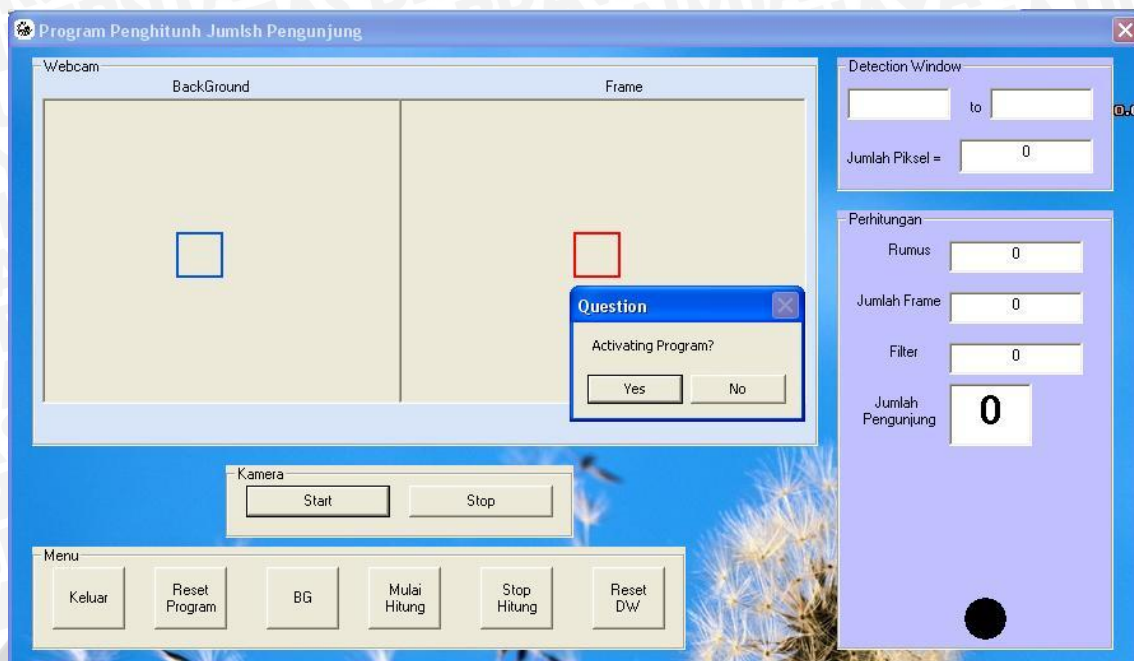 Program Penghitunh Jumlsh Pengunjung
Webcam
BackGround
Frame
Question
Activating Program?
Yes
No
Kamera
Start
Stop
Menu
Keluar
Reset
Program
BG
Mulai
Hitung
Stop
Hitung
Reset
DW
Detection Window
to
Jumlah Piksel =
0
Perhitungan
Rumus
0
Jumlah Frame
0
Filter
0
Jumlah
Pengunjung
0